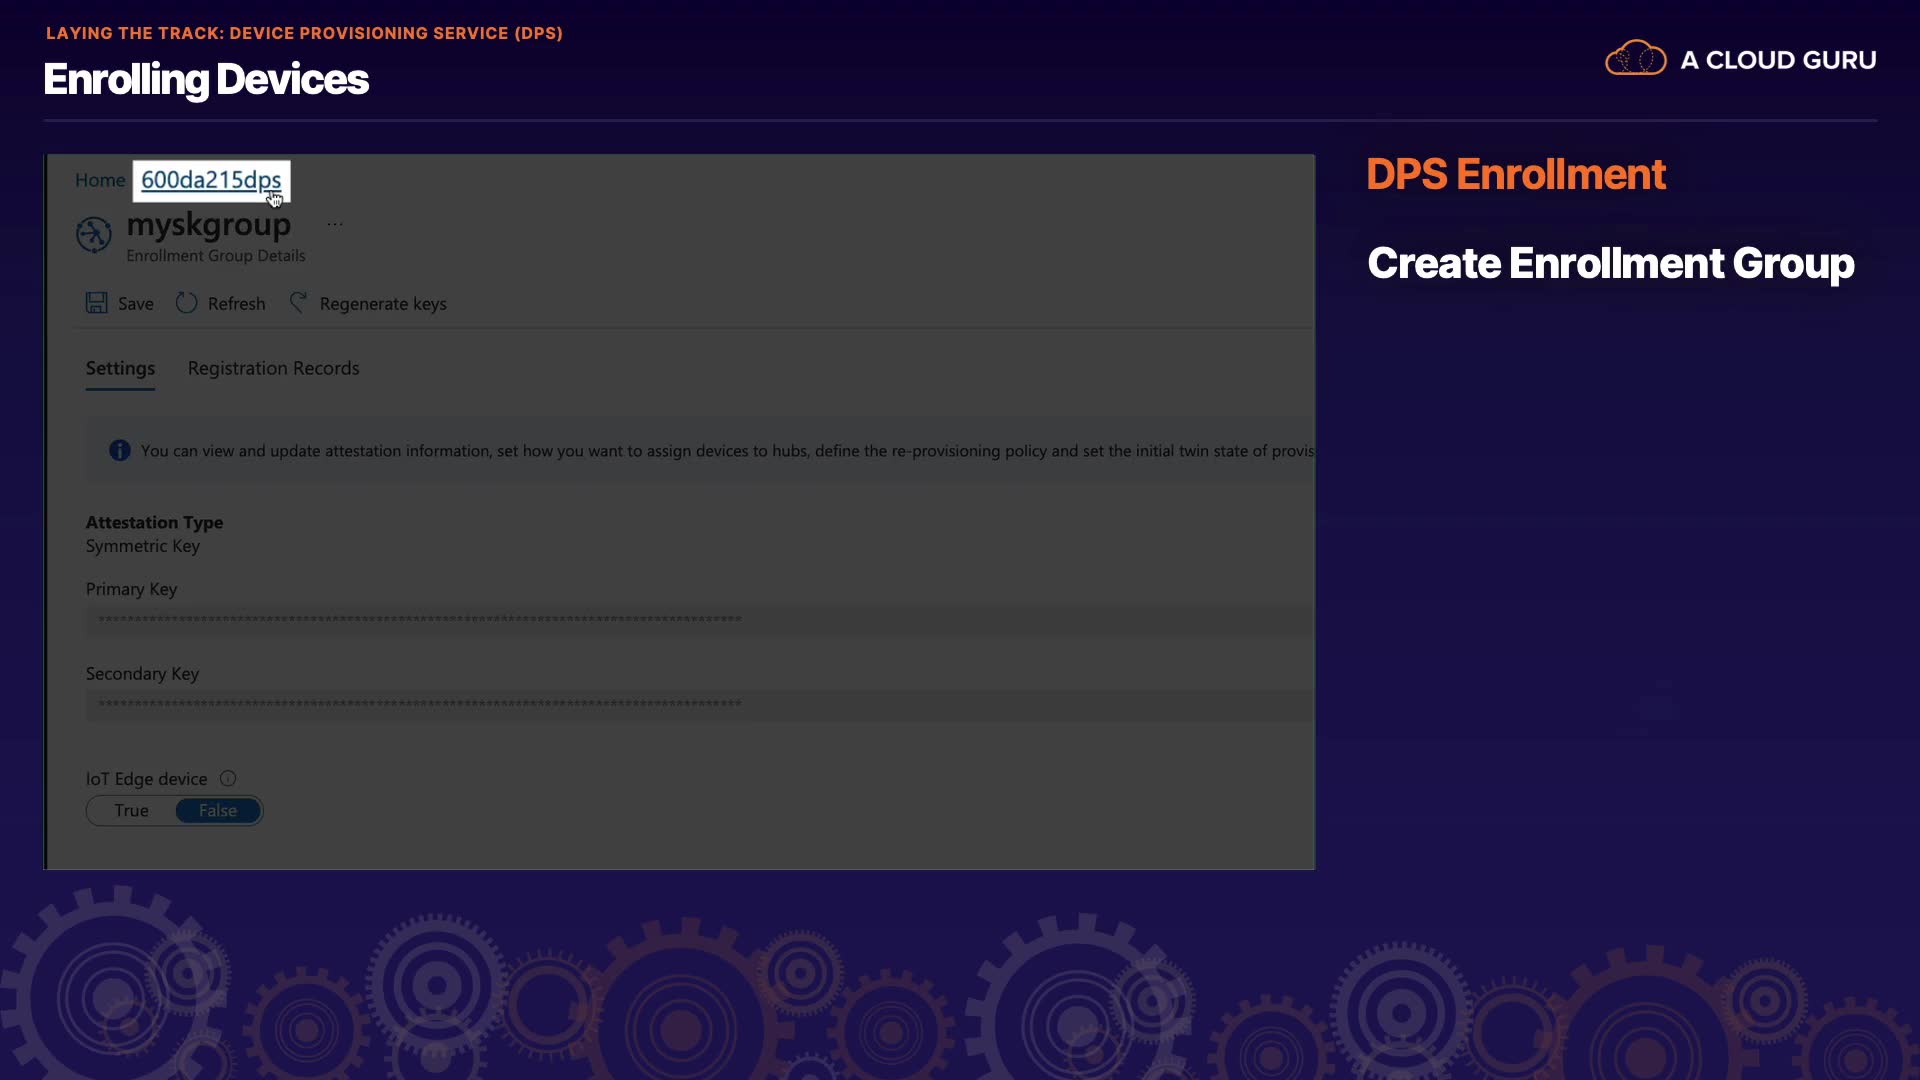 LAYING THE TRACK: DEVICE PROVISIONING SERVICE (DPS)
Enrolling Devices
A CLOUD GURU
Home 600da215dps
myskgroup ...
Enrollment Group Details
Save Refresh Regenerate keys
Settings Registration Records
You can view and update attestation information, set how you want to assign devices to hubs, define the re-provisioning policy and set the initial twin state of provis
Attestation Type
Symmetric Key
Primary Key
Secondary Key
IoT Edge device
True False
DPS Enrollment
Create Enrollment Group